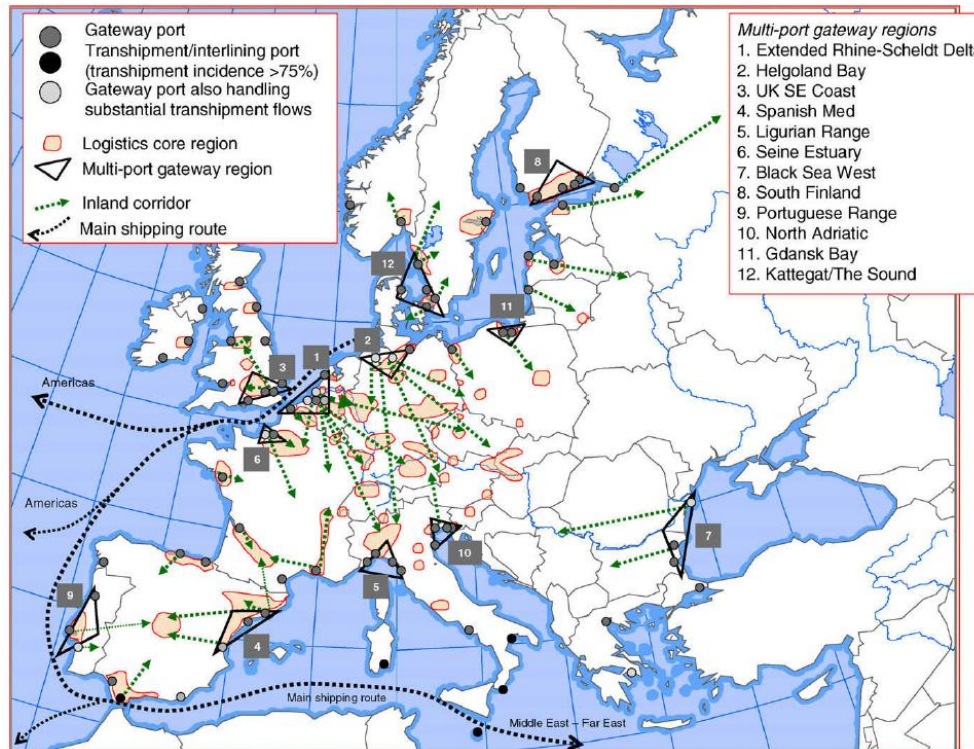 Gateway port
Transhipment/interlining port
(transhipment incidence >75%)
Gateway port also handling
substantial transhipment flows
Logistics core region
Multi-port gateway region
Inland corridor
Main shipping route
Multi-port gateway regions
1. Extended Rhine-Scheldt Delta
2. Helgoland Bay
3. UK SE Coast
4. Spanish Med
5. Ligurian Range
6. Seine Estuary
7. Black Sea West
8. South Finland
9. Portuguese Range
10. North Adriatic
11. Gdansk Bay
12. Kattegat/The Sound
8
12
11
2
1
3
Americas
6
Americas
7
10
5
9
4
Main shipping route
Middle East – Far East